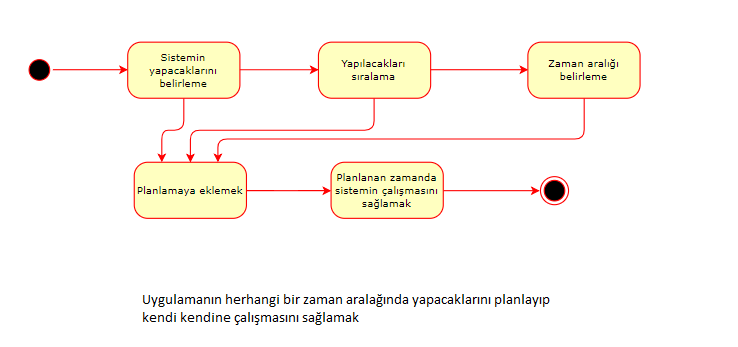 Sistemin
yapacaklarını
belirleme
Yapılacakları
sıralama
Zaman aralığı
belirleme
Planlamaya eklemek
Planlanan zamanda
sistemin çalışmasını
sağlamak
Uygulamanın herhangi bir zaman aralağında yapacaklarını planlayıp
kendi kendine çalışmasını sağlamak